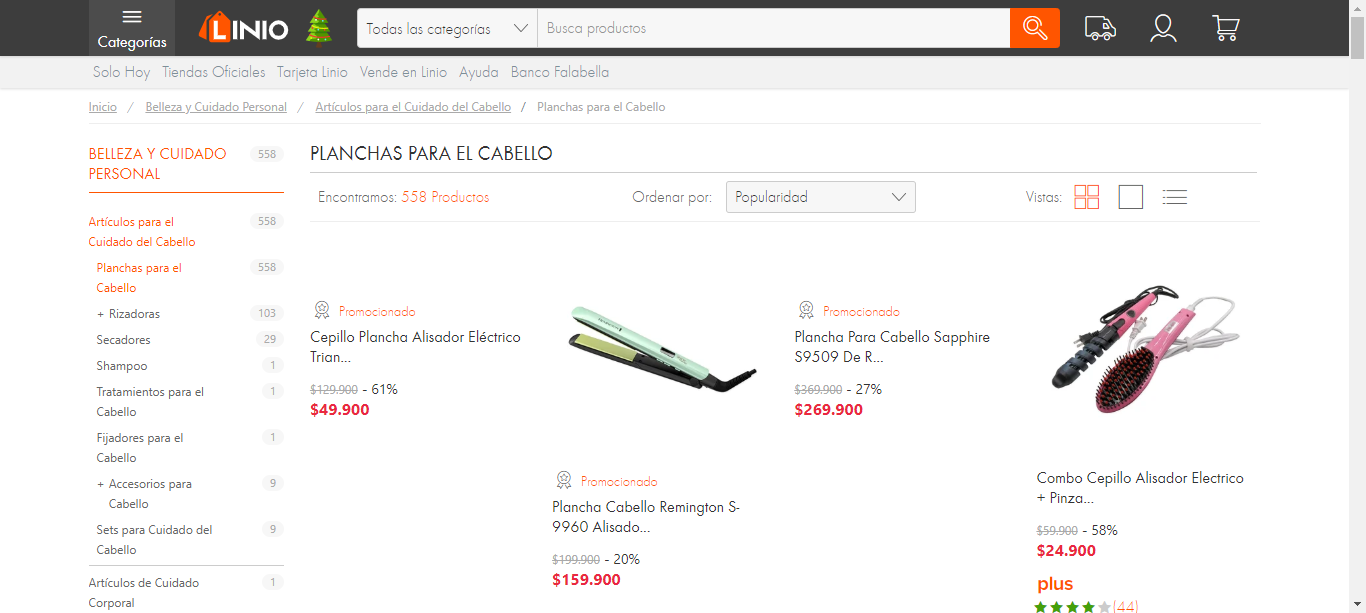 Categorías
LINIO
Todas las categorías
Busca productos
Solo Hoy Tiendas Oficiales Tarjeta Linio Vende en Linio Ayuda Banco Falabella
Inicio / Belleza y Cuidado Personal / Artículos para el Cuidado del Cabello / Planchas para el Cabello
BELLEZA Y CUIDADO 558
PERSONAL
Artículos para el 558
Cuidado del Cabello
Planchas para el 558
Cabello
+ Rizadoras 103
Secadores 29
Shampoo 1
Tratamientos para el 1
Cabello
Fijadores para el 1
Cabello
+ Accesorios para 9
Cabello
Sets para Cuidado del 9
Cabello
Artículos de Cuidado 1
Corporal
PLANCHAS PARA EL CABELLO
Encontramos: 558 Productos
Ordenar por: Popularidad
Vistas:
Promocionado
Cepillo Plancha Alisador Eléctrico
Trian...
$129.900 - 61%
$49.900
Promocionado
Plancha Cabello Remington S-
9960 Alisado...
$199.900 - 20%
$159.900
Promocionado
Plancha Para Cabello Sapphire
S9509 De R...
$369.900 - 27%
$269.900
Combo Cepillo Alisador Electrico
+ Pinza...
$59.900 - 58%
$24.900
plus
(44)